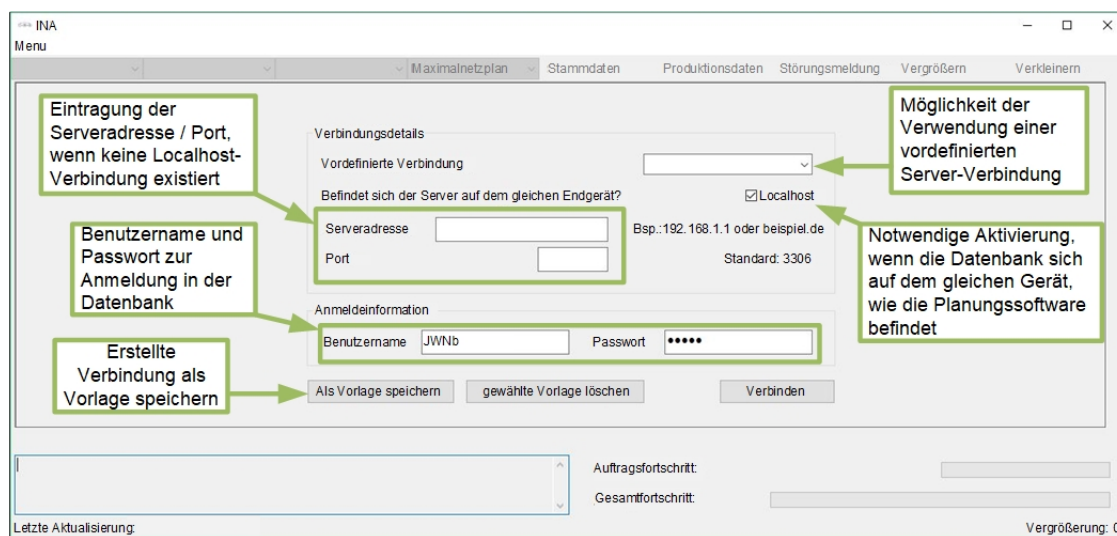 INA
Menu
Maximalnetzplan Stammdaten Produktionsdaten Störungsmeldung Vergrößern Verkleinern
Eintragung der
Serveradresse / Port,
wenn keine Localhost-
Verbindung existiert
Benutzername und
Passwort zur
Anmeldung in der
Datenbank
Erstellte
Verbindung als
Vorlage speichern
Verbindungsdetails
Vordefinierte Verbindung
Befindet sich der Server auf dem gleichen Endgerät? Localhost
Serveradresse Bsp.:192.168.1.1 oder beispiel.de
Port Standard: 3306
Anmeldeinformation
Benutzername JWNb Passwort •••••
Als Vorlage speichern gewählte Vorlage löschen Verbinden
Möglichkeit der
Verwendung einer
vordefinierten
Server-Verbindung
Notwendige Aktivierung,
wenn die Datenbank sich
auf dem gleichen Gerät,
wie die Planungssoftware
befindet
Auftragsfortschritt:
Gesamtfortschritt:
Letzte Aktualisierung: Vergrößerung: 0